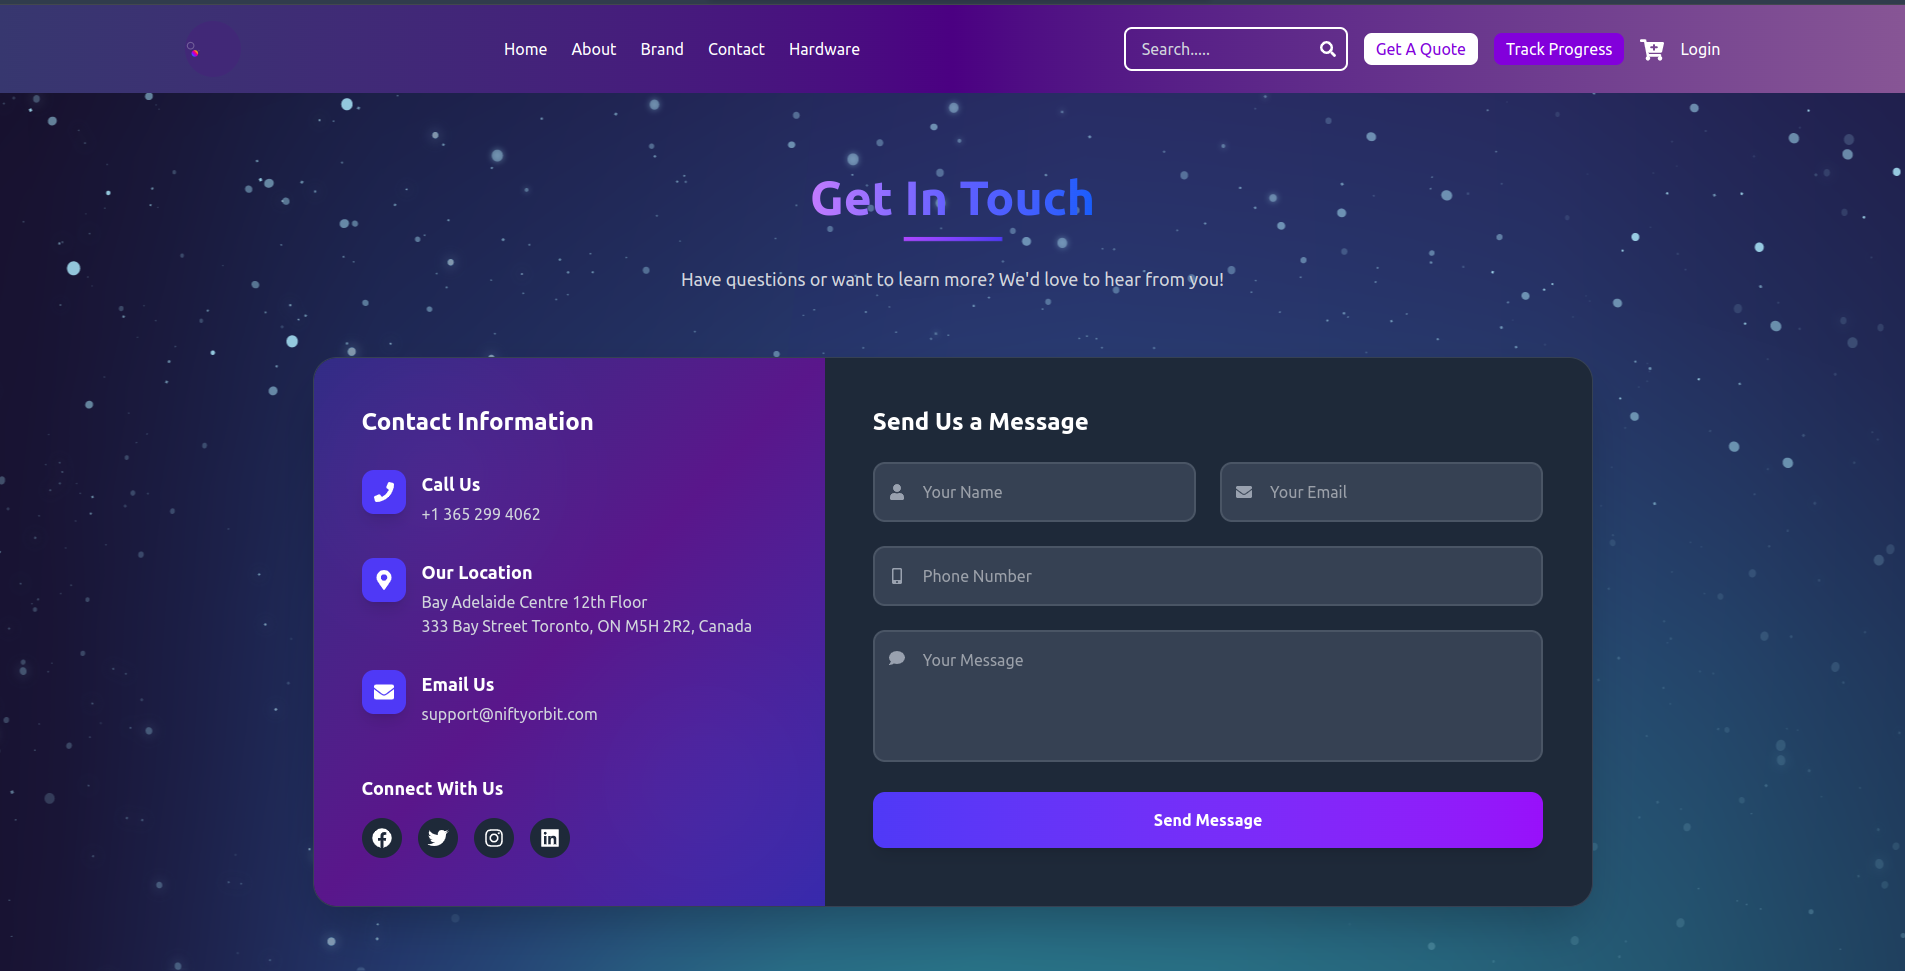 Home
About
Brand
Contact
Hardware
Search.....
Get A Quote
Track Progress
Login
Get In Touch
Have questions or want to learn more? We'd love to hear from you!
Contact Information
Call Us
+1 365 299 4062
Our Location
Bay Adelaide Centre 12th Floor
333 Bay Street Toronto, ON M5H 2R2, Canada
Email Us
support@niftyorbit.com
Connect With Us
Send Us a Message
Your Name
Your Email
Phone Number
Your Message
Send Message